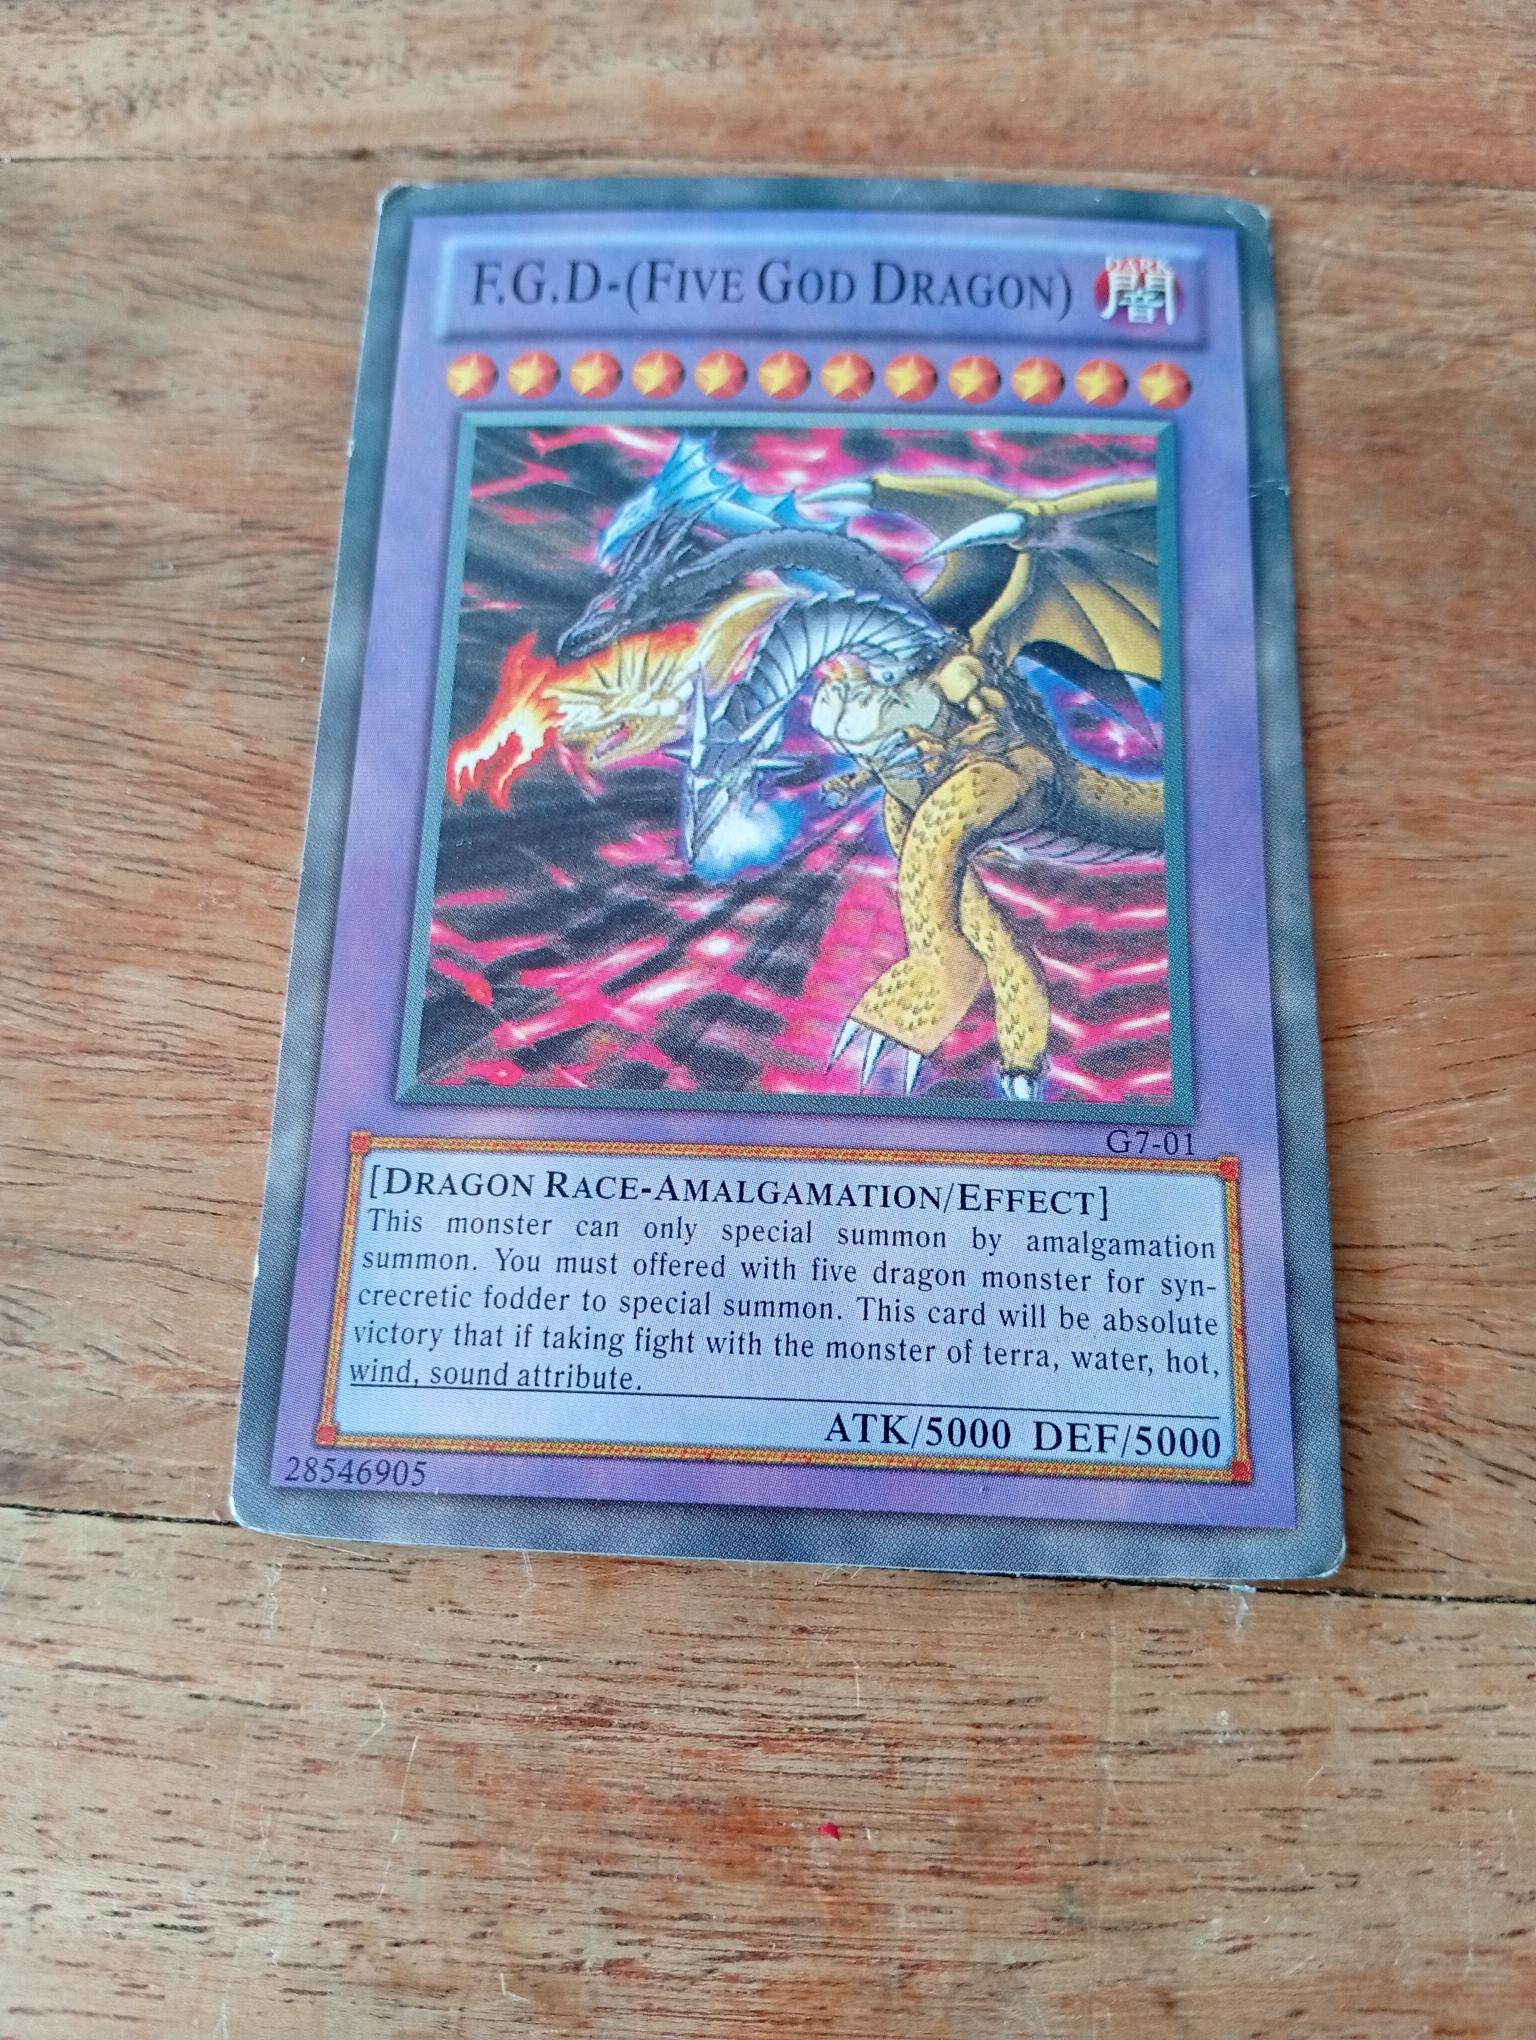 F.G.D-(FIVE GOD DRAGON)
DARK
闇
G7-01
[DRAGON RACE-AMALGAMATION/EFFECT]
This monster can only special summon by amalgamation
summon. You must offered with five dragon monster for syn-
crecretic fodder to special summon. This card will be absolute
victory that if taking fight with the monster of terra, water, hot,
wind, sound attribute.
ATK/5000 DEF/5000
28546905